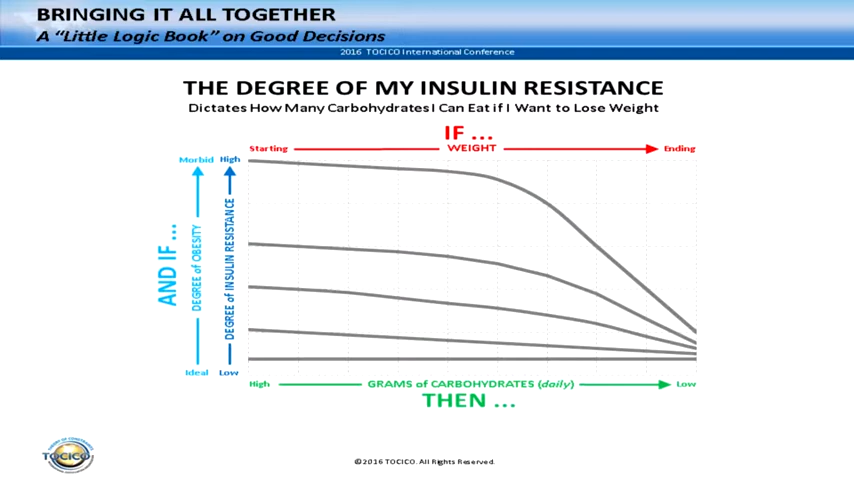 BRINGING IT ALL TOGETHER
A “Little Logic Book” on Good Decisions
2016 TOCICO International Conference
THE DEGREE OF MY INSULIN RESISTANCE
Dictates How Many Carbohydrates I Can Eat if I Want to Lose Weight
IF ...
Starting WEIGHT Ending
Morbid High
AND IF ...
DEGREE of OBESITY
DEGREE of INSULIN RESISTANCE
Ideal Low
High GRAMS of CARBOHYDRATES (daily) Low
THEN ...
TOCICO
©2016 TOCICO. All Rights Reserved.